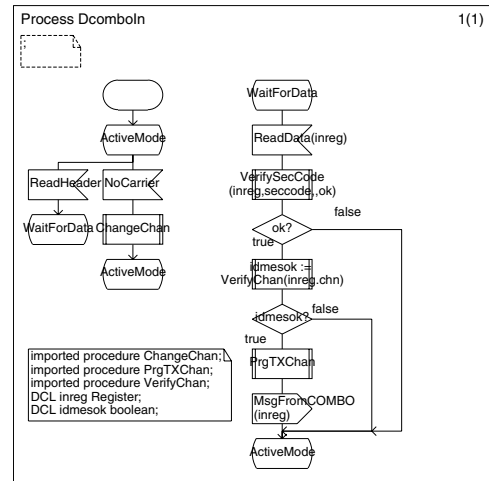 Process DcomboIn
1(1)
;
ActiveMode
ReadHeader
NoCarrier
WaitForData
ChangeChan
ActiveMode
imported procedure ChangeChan;
imported procedure PrgTXChan;
imported procedure VerifyChan;
DCL inreg Register;
DCL idmesok boolean;
WaitForData
ReadData(inreg)
VerifySecCode
(inreg,seccode,,ok)
ok?
false
true
idmesok :=
VerifyChan(inreg.chn)
idmesok?
false
true
PrgTXChan
MsgFromCOMBO
(inreg)
ActiveMode